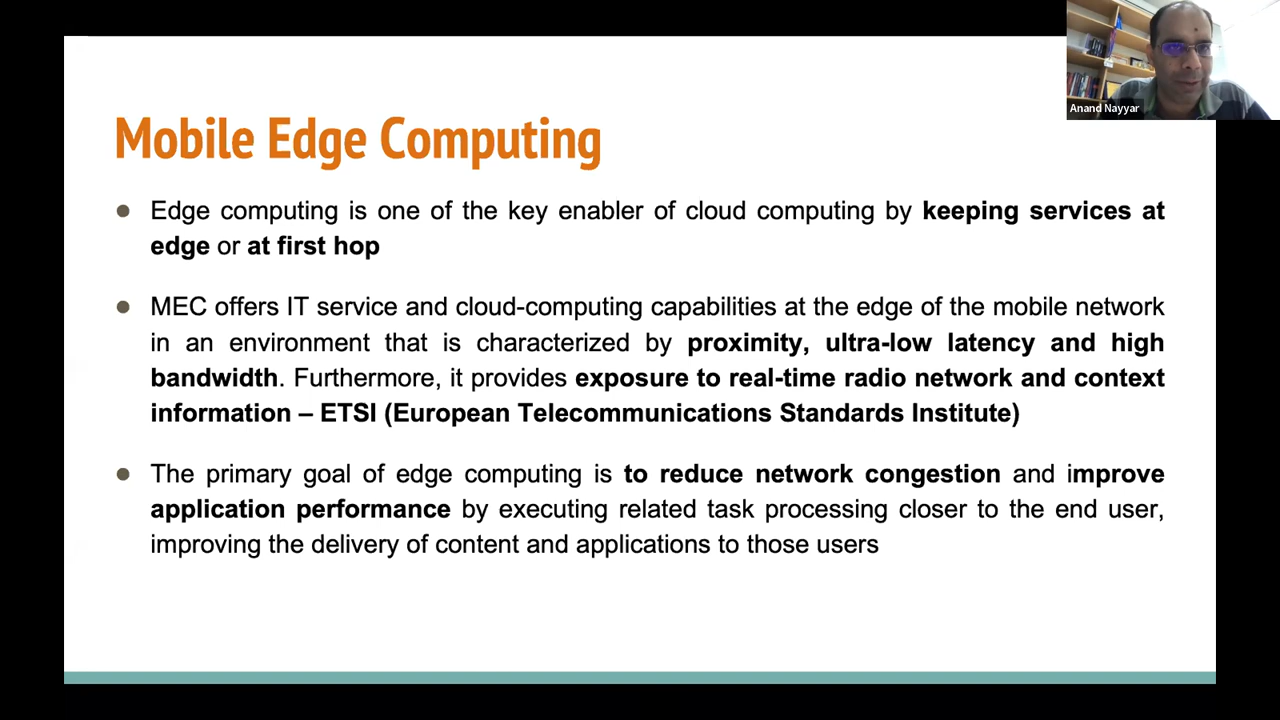 Anand Nayyar
Mobile Edge Computing
● Edge computing is one of the key enabler of cloud computing by keeping services at
edge or at first hop
● MEC offers IT service and cloud-computing capabilities at the edge of the mobile network
in an environment that is characterized by proximity, ultra-low latency and high
bandwidth. Furthermore, it provides exposure to real-time radio network and context
information – ETSI (European Telecommunications Standards Institute)
● The primary goal of edge computing is to reduce network congestion and improve
application performance by executing related task processing closer to the end user,
improving the delivery of content and applications to those users